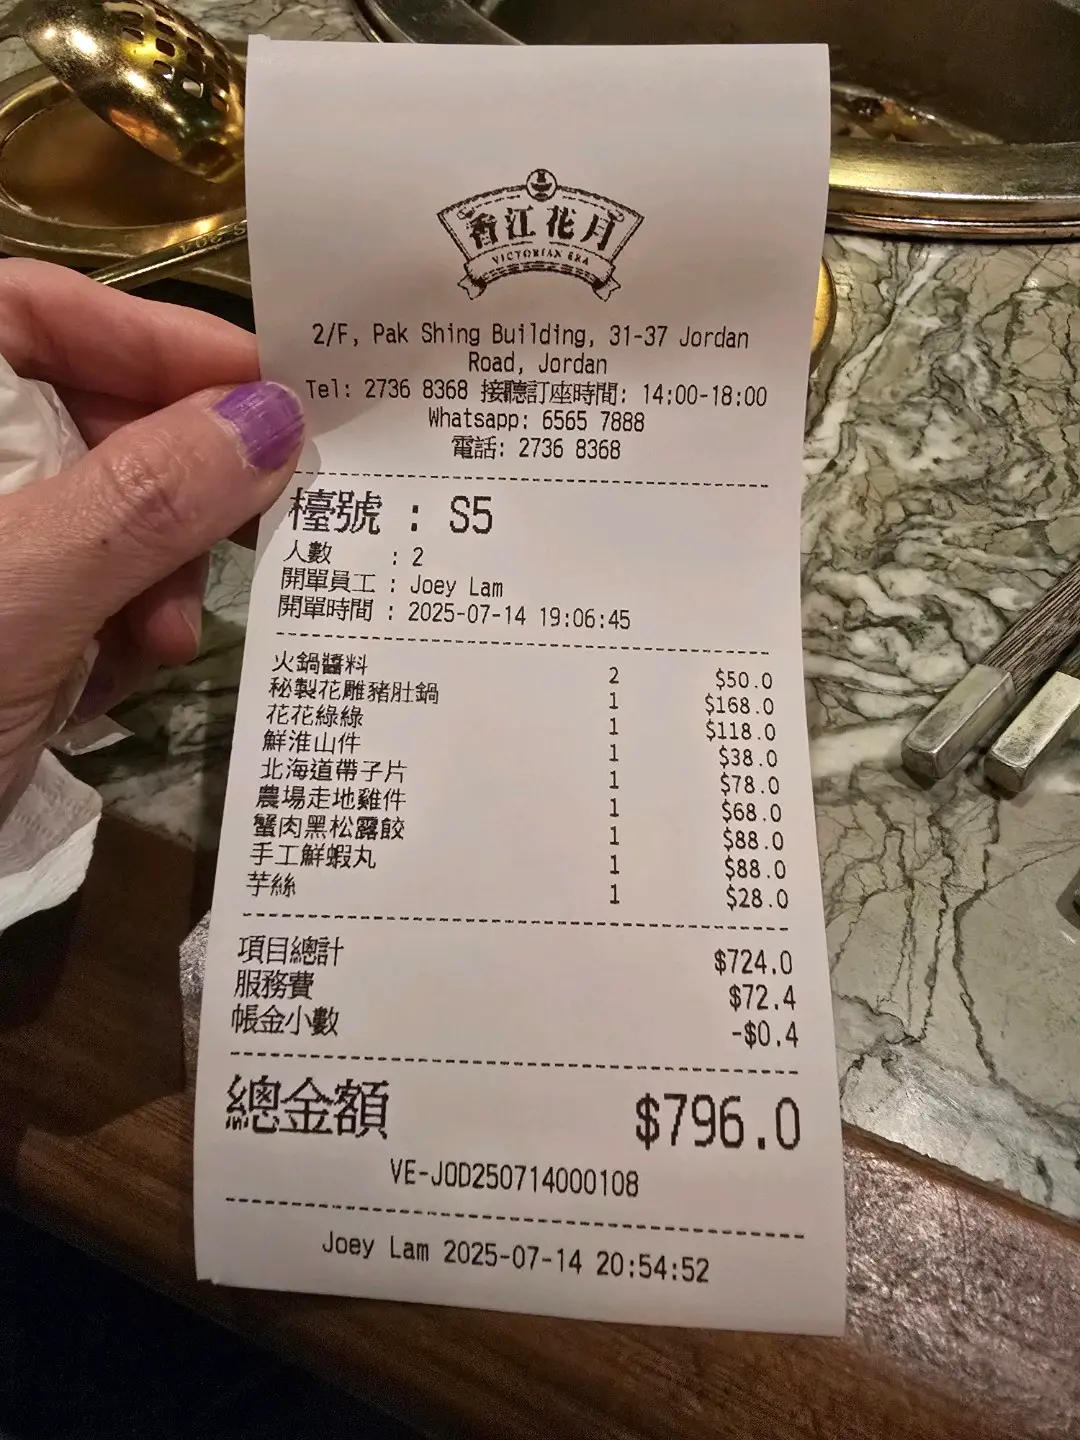 香江花月
VICTORIAN ERA
2/F, Pak Shing Building, 31-37 Jordan
Road, Jordan
Tel: 2736 8368 接聽訂座時間: 14:00-18:00
Whatsapp: 6565 7888
電話: 2736 8368
檯號 : S5
人數 : 2
開單員工 : Joey Lam
開單時間 : 2025-07-14 19:06:45
火鍋醬料 2 $50.0
秘製花雕豬肚鍋 1 $168.0
花花綠綠 1 $118.0
鮮淮山件 1 $38.0
北海道帶子片 1 $78.0
農場走地雞件 1 $68.0
蟹肉黑松露餃 1 $88.0
手工鮮蝦丸 1 $88.0
芋絲 1 $28.0
項目總計 $724.0
服務費 $72.4
帳金小數 -$0.4
總金額 $796.0
VE-JOD250714000108
Joey Lam 2025-07-14 20:54:52